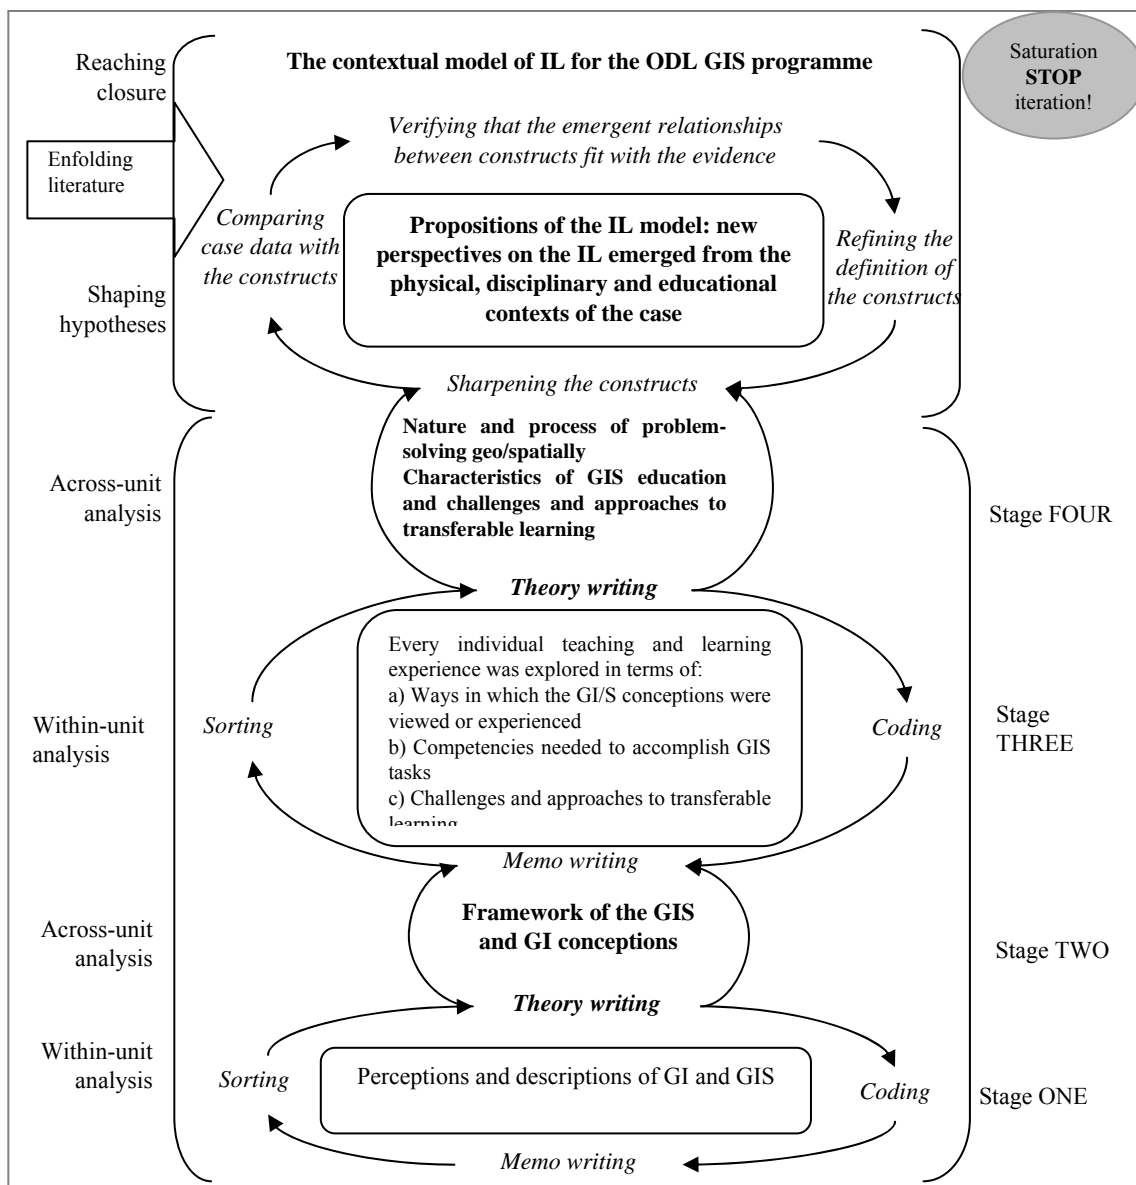 Reaching
closure
The contextual model of IL for the ODL GIS programme
Saturation
STOP
iteration!
Verifying that the emergent relationships
between constructs fit with the evidence
Enfolding
literature
Comparing
case data with
the constructs
Propositions of the IL model: new
perspectives on the IL emerged from the
physical, disciplinary and educational
contexts of the case
Refining the
definition of
the constructs
Shaping
hypotheses
Sharpening the constructs
Nature and process of problem-
solving geo/spatially
Characteristics of GIS education
and challenges and approaches to
transferable learning
Across-unit
analysis
Stage FOUR
Theory writing
Every individual teaching and learning
experience was explored in terms of:
a) Ways in which the GI/S conceptions were
viewed or experienced
b) Competencies needed to accomplish GIS
tasks
c) Challenges and approaches to transferable
learning
Within-unit
analysis
Sorting
Coding
Stage
THREE
Memo writing
Framework of the GIS
and GI conceptions
Across-unit
analysis
Stage TWO
Theory writing
Within-unit
analysis
Sorting
Perceptions and descriptions of GI and GIS
Coding
Stage ONE
Memo writing